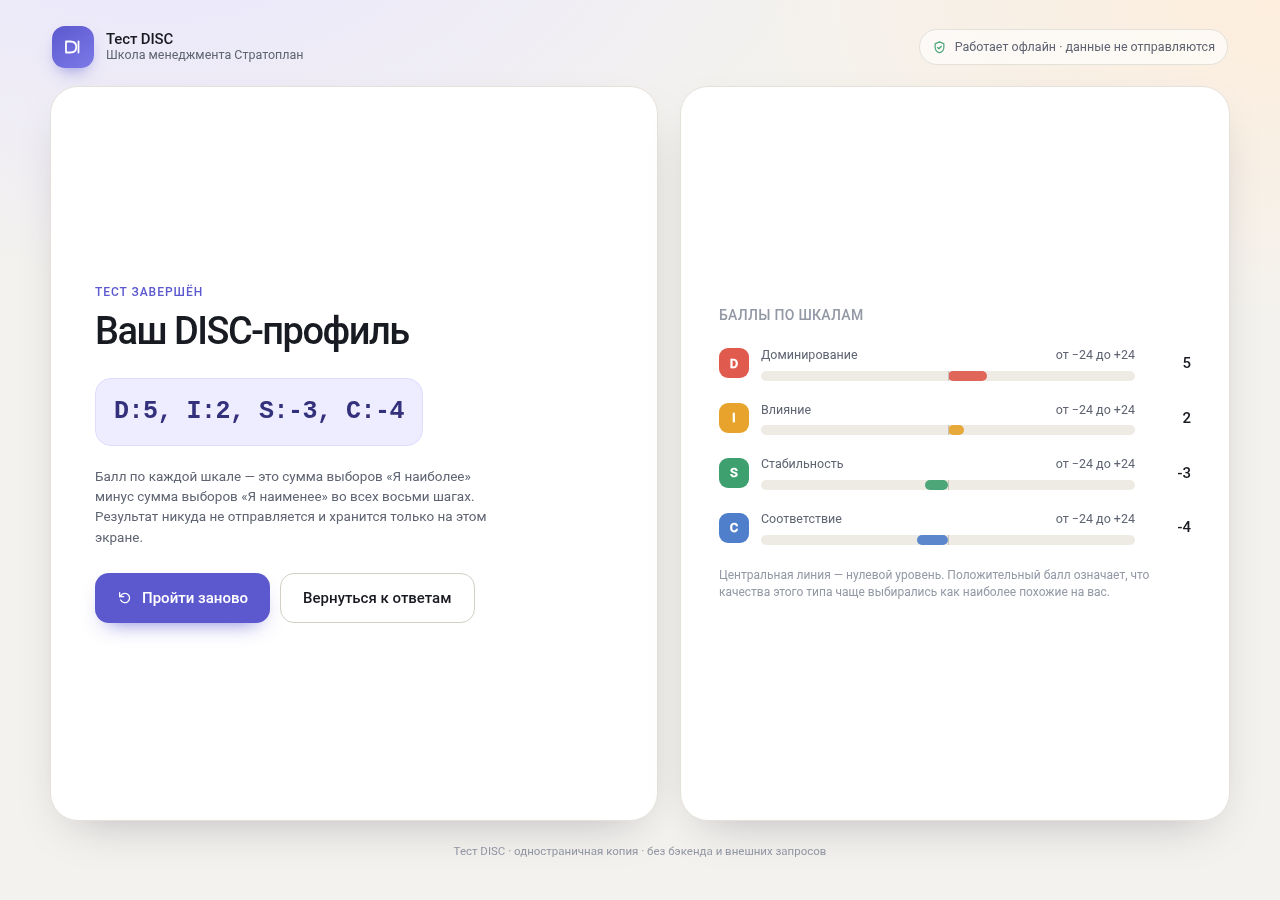 DI
Тест DISC
Школа менеджмента Стратоплан
Работает офлайн · данные не отправляются
ТЕСТ ЗАВЕРШЁН
Ваш DISC-профиль
D:5, I:2, S:-3, C:-4
Балл по каждой шкале — это сумма выборов «Я наиболее»
минус сумма выборов «Я наименее» во всех восьми шагах.
Результат никуда не отправляется и хранится только на этом
экране.
Пройти заново
Вернуться к ответам
БАЛЛЫ ПО ШКАЛАМ
D Доминирование от −24 до +24 5
I Влияние от −24 до +24 2
S Стабильность от −24 до +24 -3
C Соответствие от −24 до +24 -4
Центральная линия — нулевой уровень. Положительный балл означает, что
качества этого типа чаще выбирались как наиболее похожие на вас.
Тест DISC · одностраничная копия · без бэкенда и внешних запросов